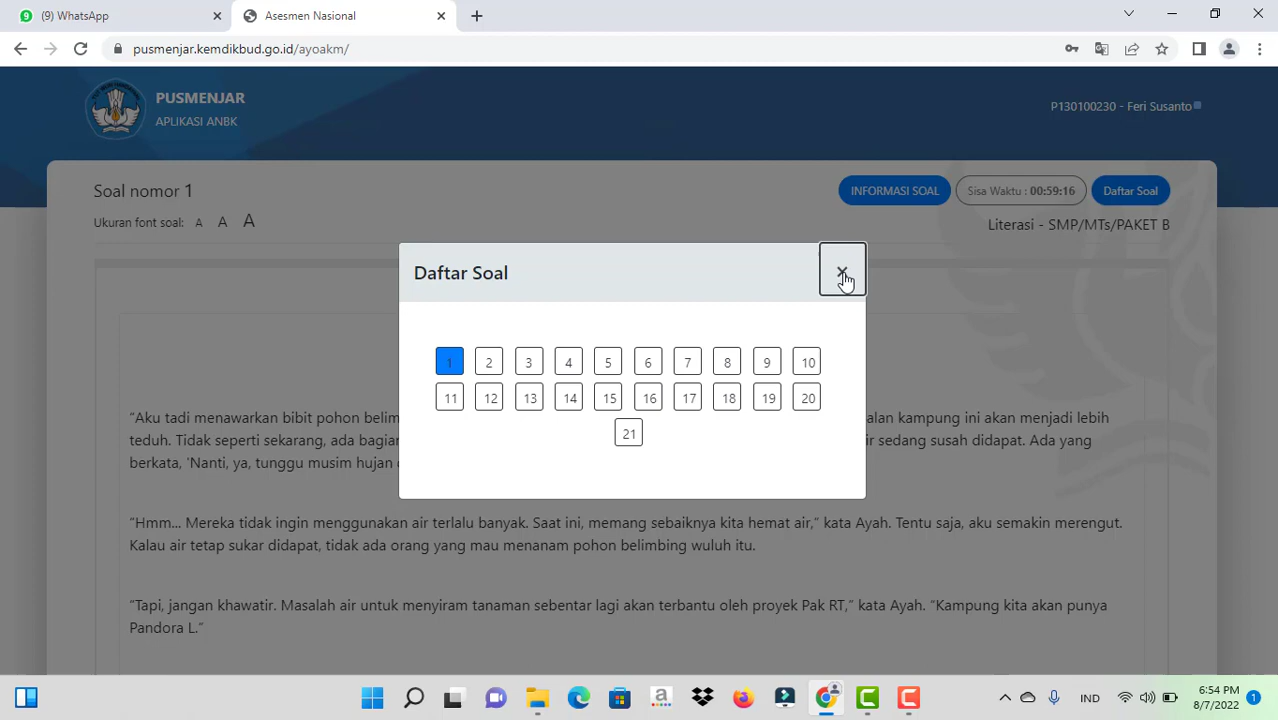 (9) WhatsApp
Asesmen Nasional
pusmenjar.kemdikbud.go.id/ayoakm/
PUSMENJAR
APLIKASI ANBK
P130100230 - Feri Susanto
Soal nomor 1
INFORMASI SOAL
Sisa Waktu : 00:59:16
Daftar Soal
Ukuran font soal: A A A
Literasi - SMP/MTs/PAKET B
Daftar Soal
×
1 2 3 4 5 6 7 8 9 10
11 12 13 14 15 16 17 18 19 20
21
"Aku tadi menawarkan bibit pohon belim
alan kampung ini akan menjadi lebih
teduh. Tidak seperti sekarang, ada bagian
ir sedang susah didapat. Ada yang
berkata, 'Nanti, ya, tunggu musim hujan
"Hmm... Mereka tidak ingin menggunakan air terlalu banyak. Saat ini, memang sebaiknya kita hemat air," kata Ayah. Tentu saja, aku semakin merengut.
Kalau air tetap sukar didapat, tidak ada orang yang mau menanam pohon belimbing wuluh itu.
"Tapi, jangan khawatir. Masalah air untuk menyiram tanaman sebentar lagi akan terbantu oleh proyek Pak RT," kata Ayah. "Kampung kita akan punya
Pandora L."
IND
6:54 PM
8/7/2022
1